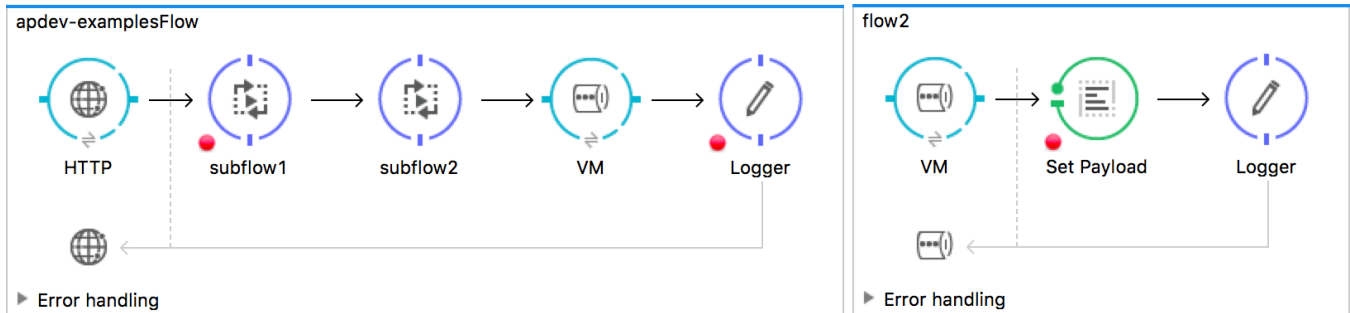 apdev-examplesFlow
HTTP
subflow1
subflow2
VM
Logger
Error handling
flow2
VM
Set Payload
Logger
Error handling